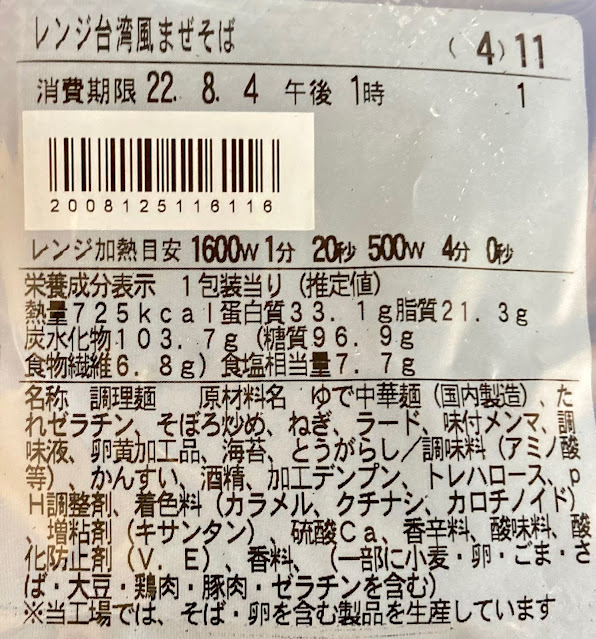 レンジ台湾風まぜそば (4)11
消費期限 22. 8. 4 午後 1時 1
2008125116116
レンジ加熱目安 1600W 1分 20秒 500W 4分 0秒
栄養成分表示 1包装当り(推定値)
熱量725kcal蛋白質33.1g脂質21.3g
炭水化物103.7g(糖質96.9g
食物繊維6.8g)食塩相当量7.7g
名称 調理麺 原材料名 ゆで中華麺(国内製造)、た
れゼラチン、そぼろ炒め、ねぎ、ラード、味付メンマ、調
味液、卵黄加工品、海苔、とうがらし/調味料(アミノ酸
等)、かんすい、酒精、加工デンプン、トレハロース、p
H調整剤、着色料(カラメル、クチナシ、カロチノイド)
、増粘剤(キサンタン)、硫酸Ca、香辛料、酸味料、酸
化防止剤(V.E)、香料、(一部に小麦・卵・ごま・さ
ば・大豆・鶏肉・豚肉・ゼラチンを含む)
※当工場では、そば・卵を含む製品を生産しています